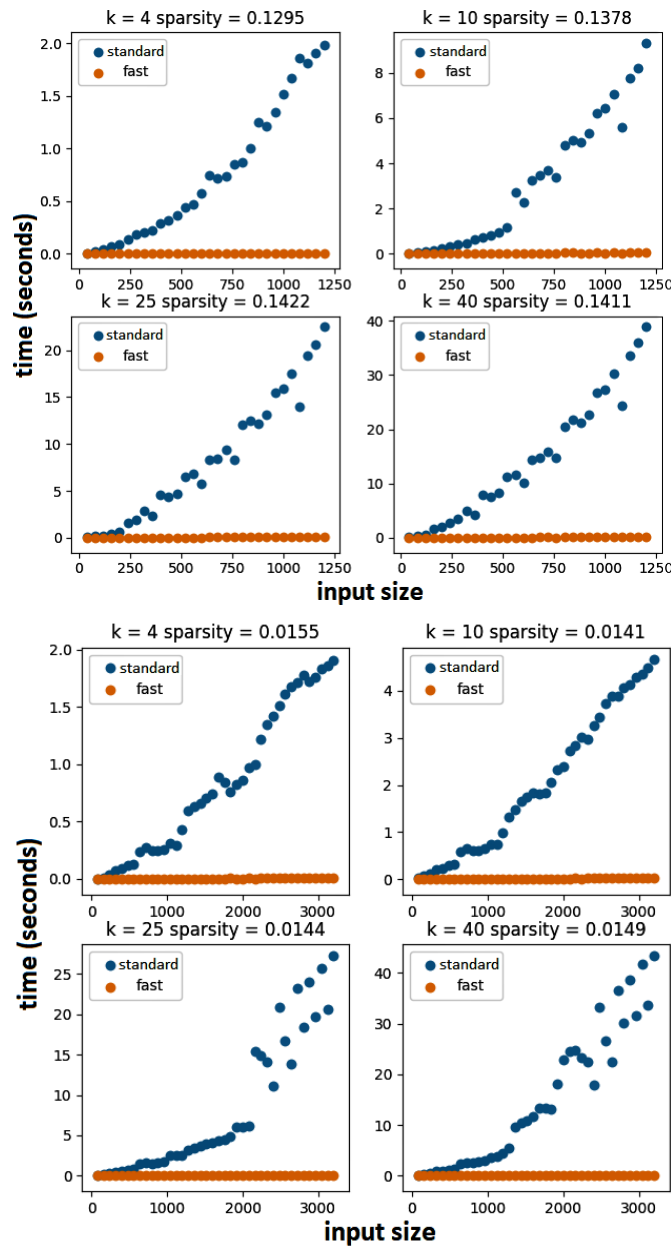 k = 4 sparsity = 0.1295
k = 10 sparsity = 0.1378
2.0
1.5
1.0
0.5
0.0
standard
fast
8
6
4
2
0
standard
fast
0 250 500 750 1000 1250
0 250 500 750 1000 1250
time (seconds)
k = 25 sparsity = 0.1422
k = 40 sparsity = 0.1411
20
15
10
5
0
standard
fast
40
30
20
10
0
standard
fast
0 250 500 750 1000 1250
0 250 500 750 1000 1250
input size
k = 4 sparsity = 0.0155
k = 10 sparsity = 0.0141
2.0
1.5
1.0
0.5
0.0
standard
fast
4
3
2
1
0
standard
fast
0 1000 2000 3000
0 1000 2000 3000
time (seconds)
k = 25 sparsity = 0.0144
k = 40 sparsity = 0.0149
25
20
15
10
5
0
standard
fast
40
30
20
10
0
standard
fast
0 1000 2000 3000
0 1000 2000 3000
input size